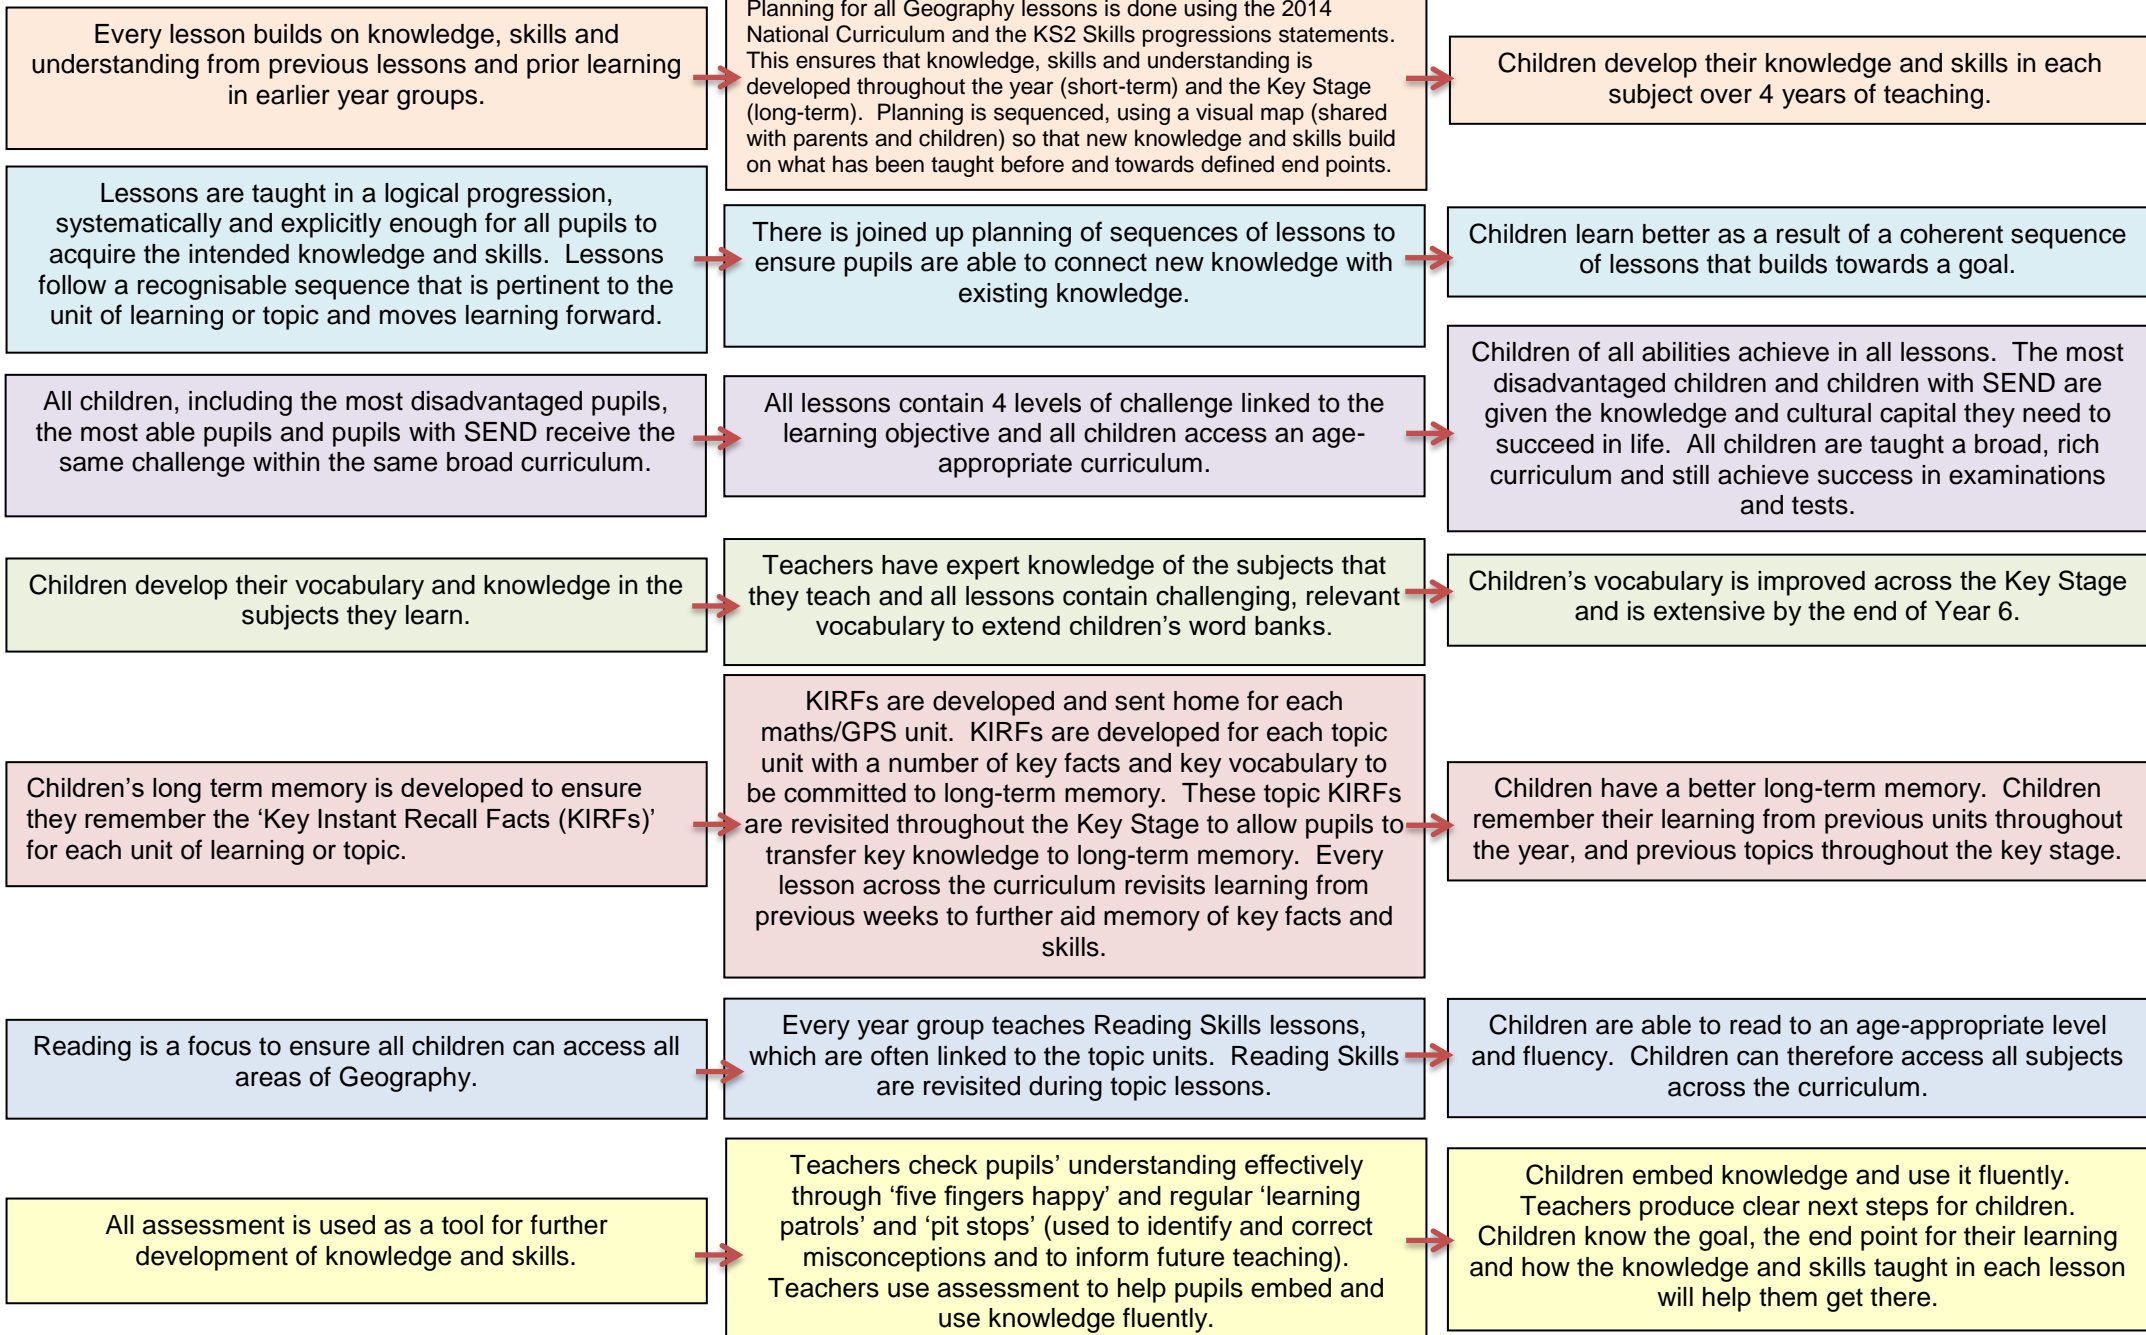 Every lesson builds on knowledge, skills and
understanding from previous lessons and prior learning
in earlier year groups.
Planning for all Geography lessons is done using the 2014
National Curriculum and the KS2 Skills progressions statements.
This ensures that knowledge, skills and understanding is
developed throughout the year (short-term) and the Key Stage
(long-term).  Planning is sequenced, using a visual map (shared
with parents and children) so that new knowledge and skills build
on what has been taught before and towards defined end points.
Children develop their knowledge and skills in each
subject over 4 years of teaching.
Lessons are taught in a logical progression,
systematically and explicitly enough for all pupils to
acquire the intended knowledge and skills.  Lessons
follow a recognisable sequence that is pertinent to the
unit of learning or topic and moves learning forward.
There is joined up planning of sequences of lessons to
ensure pupils are able to connect new knowledge with
existing knowledge.
Children learn better as a result of a coherent sequence
of lessons that builds towards a goal.
All children, including the most disadvantaged pupils,
the most able pupils and pupils with SEND receive the
same challenge within the same broad curriculum.
All lessons contain 4 levels of challenge linked to the
learning objective and all children access an age-
appropriate curriculum.
Children of all abilities achieve in all lessons.  The most
disadvantaged children and children with SEND are
given the knowledge and cultural capital they need to
succeed in life.  All children are taught a broad, rich
curriculum and still achieve success in examinations
and tests.
Children develop their vocabulary and knowledge in the
subjects they learn.
Teachers have expert knowledge of the subjects that
they teach and all lessons contain challenging, relevant
vocabulary to extend children’s word banks.
Children’s vocabulary is improved across the Key Stage
and is extensive by the end of Year 6.
Children’s long term memory is developed to ensure
they remember the ‘Key Instant Recall Facts (KIRFs)’
for each unit of learning or topic.
KIRFs are developed and sent home for each
maths/GPS unit.  KIRFs are developed for each topic
unit with a number of key facts and key vocabulary to
be committed to long-term memory.  These topic KIRFs
are revisited throughout the Key Stage to allow pupils to
transfer key knowledge to long-term memory.  Every
lesson across the curriculum revisits learning from
previous weeks to further aid memory of key facts and
skills.
Children have a better long-term memory.  Children
remember their learning from previous units throughout
the year, and previous topics throughout the key stage.
Reading is a focus to ensure all children can access all
areas of Geography.
Every year group teaches Reading Skills lessons,
which are often linked to the topic units.  Reading Skills
are revisited during topic lessons.
Children are able to read to an age-appropriate level
and fluency.  Children can therefore access all subjects
across the curriculum.
All assessment is used as a tool for further
development of knowledge and skills.
Teachers check pupils’ understanding effectively
through ‘five fingers happy’ and regular ‘learning
patrols’ and ‘pit stops’ (used to identify and correct
misconceptions and to inform future teaching).
Teachers use assessment to help pupils embed and
use knowledge fluently.
Children embed knowledge and use it fluently.
Teachers produce clear next steps for children.
Children know the goal, the end point for their learning
and how the knowledge and skills taught in each lesson
will help them get there.